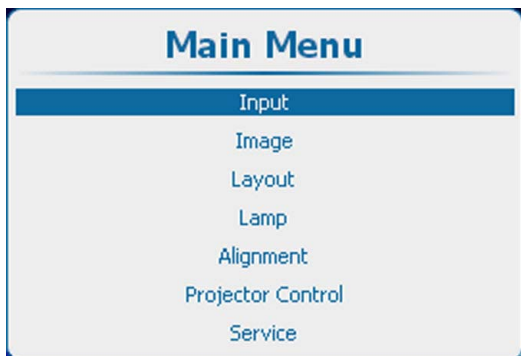 Main Menu
Input
Image
Layout
Lamp
Alignment
Projector Control
Service